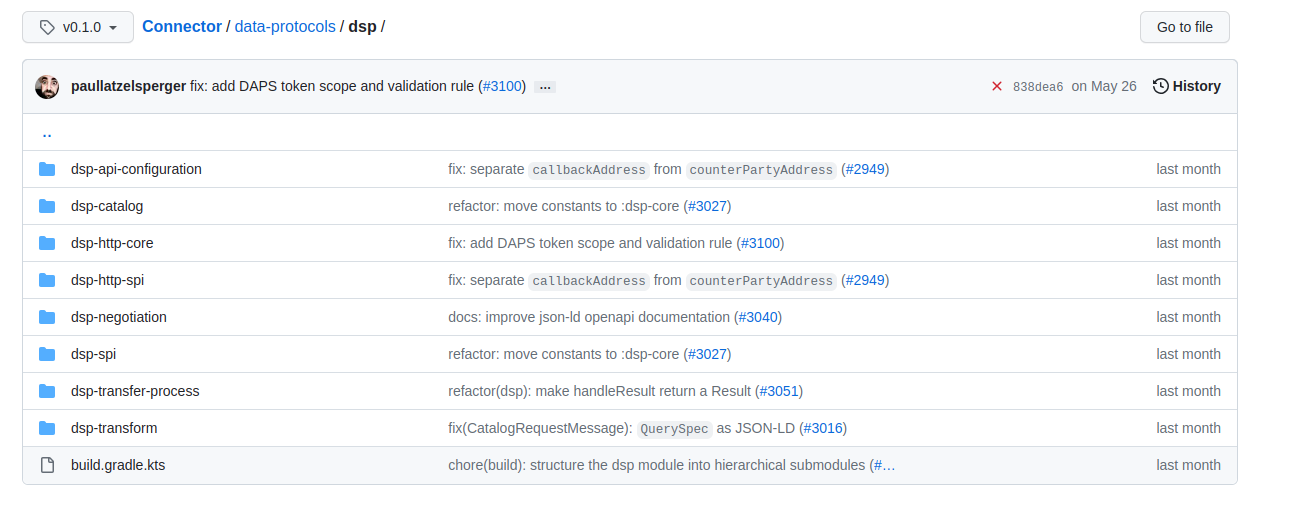 v0.1.0 Connector / data-protocols / dsp / Go to file
paullatzelsperger fix: add DAPS token scope and validation rule (#3100) ... 838dea6 on May 26 History
..
dsp-api-configuration fix: separate callbackAddress from counterPartyAddress (#2949) last month
dsp-catalog refactor: move constants to :dsp-core (#3027) last month
dsp-http-core fix: add DAPS token scope and validation rule (#3100) last month
dsp-http-spi fix: separate callbackAddress from counterPartyAddress (#2949) last month
dsp-negotiation docs: improve json-ld openapi documentation (#3040) last month
dsp-spi refactor: move constants to :dsp-core (#3027) last month
dsp-transfer-process refactor(dsp): make handleResult return a Result (#3051) last month
dsp-transform fix(CatalogRequestMessage): QuerySpec as JSON-LD (#3016) last month
build.gradle.kts chore(build): structure the dsp module into hierarchical submodules (#… last month